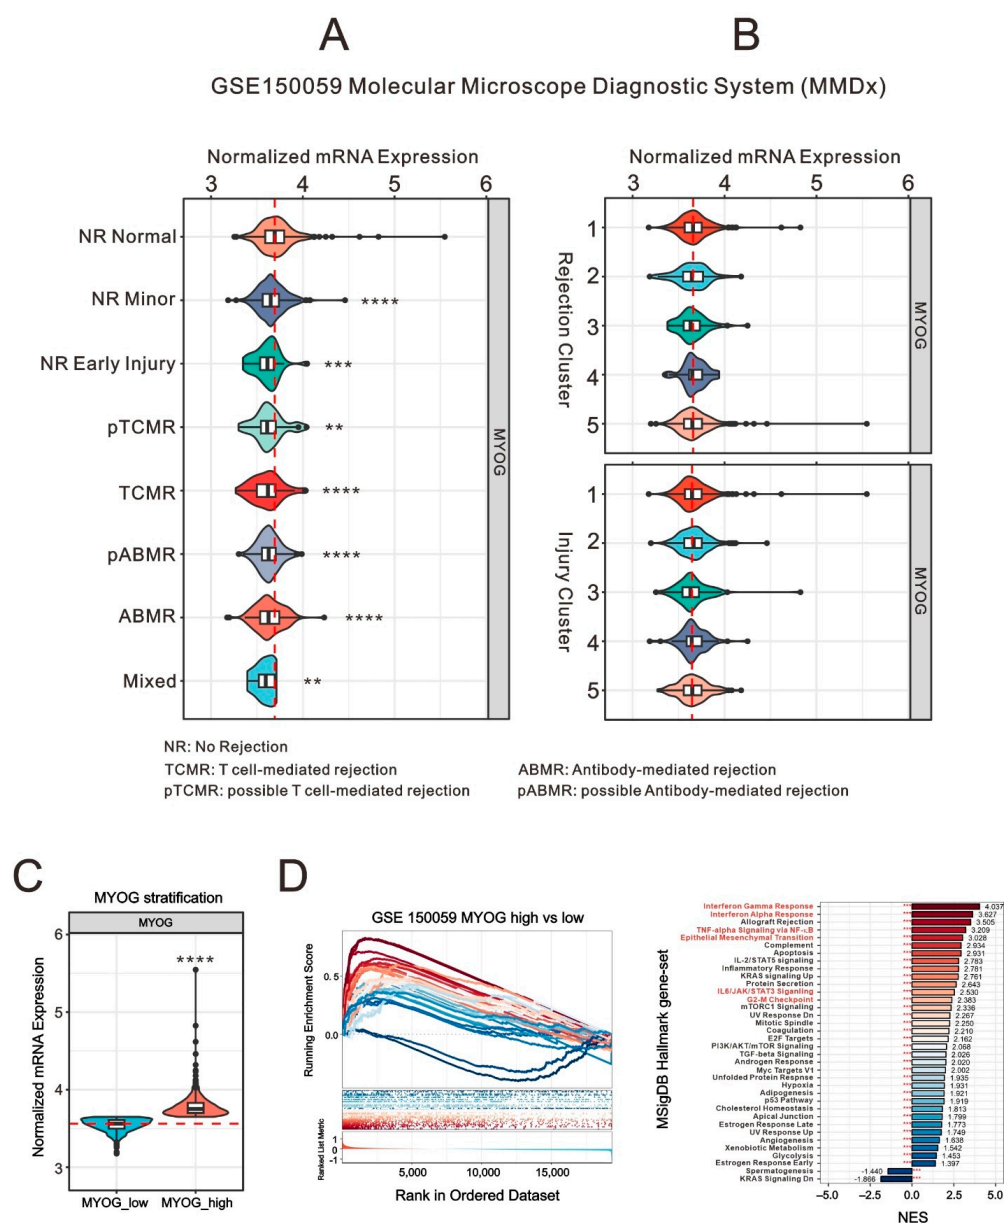 A
B
GSE150059 Molecular Microscope Diagnostic System (MMDx)
Normalized mRNA Expression
3 4 5 6
NR Normal
NR Minor
****
NR Early Injury
***
pTCMR
**
TCMR
****
pABMR
****
ABMR
****
Mixed
**
MYOG
Normalized mRNA Expression
3 4 5 6
Rejection Cluster
1
2
3
4
5
MYOG
Injury Cluster
1
2
3
4
5
MYOG
NR: No Rejection
TCMR: T cell-mediated rejection
ABMR: Antibody-mediated rejection
pTCMR: possible T cell-mediated rejection
pABMR: possible Antibody-mediated rejection
C
MYOG stratification
MYOG
Normalized mRNA Expression
6
5
4
3
****
MYOG_low MYOG_high
D
GSE 150059 MYOG high vs low
Running Enrichment Score
0.5
0.0
Ranked List Metric
1
0
-1
5,000 10,000 15,000
Rank in Ordered Dataset
MSigDB Hallmark gene-set
Interferon Gamma Response *** 4.037
Interferon Alpha Response *** 3.627
Allograft Rejection *** 3.505
TNF-alpha Signaling via NF-κB *** 3.209
Epithelial Mesenchymal Transition *** 3.028
Complement *** 2.934
Apoptosis *** 2.931
IL-2/STAT5 signaling *** 2.783
Inflammatory Response *** 2.781
KRAS signaling Up *** 2.761
Protein Secretion *** 2.643
IL6/JAK/STAT3 Siganling *** 2.530
G2-M Checkpoint *** 2.383
mTORC1 Signaling *** 2.336
UV Response Dn *** 2.267
Mitotic Spindle *** 2.250
Coagulation *** 2.210
E2F Targets *** 2.162
PI3K/AKT/mTOR Signaling *** 2.068
TGF-beta Signaling *** 2.026
Androgen Response *** 2.020
Myc Targets V1 *** 2.002
Unfolded Protein Respnse *** 1.935
Hypoxia *** 1.931
Adipogenesis *** 1.921
p53 Pathway *** 1.919
Cholesterol Homeostasis *** 1.813
Apical Junction *** 1.799
Estrogen Response Late *** 1.773
UV Response Up *** 1.749
Angiogenesis *** 1.638
Xenobiotic Metabolism *** 1.542
Glycolysis *** 1.453
Estrogen Response Early *** 1.397
Spermatogenesis -1.440
KRAS Signaling Dn -1.866 ***
−5.0 −2.5 0.0 2.5 5.0
NES